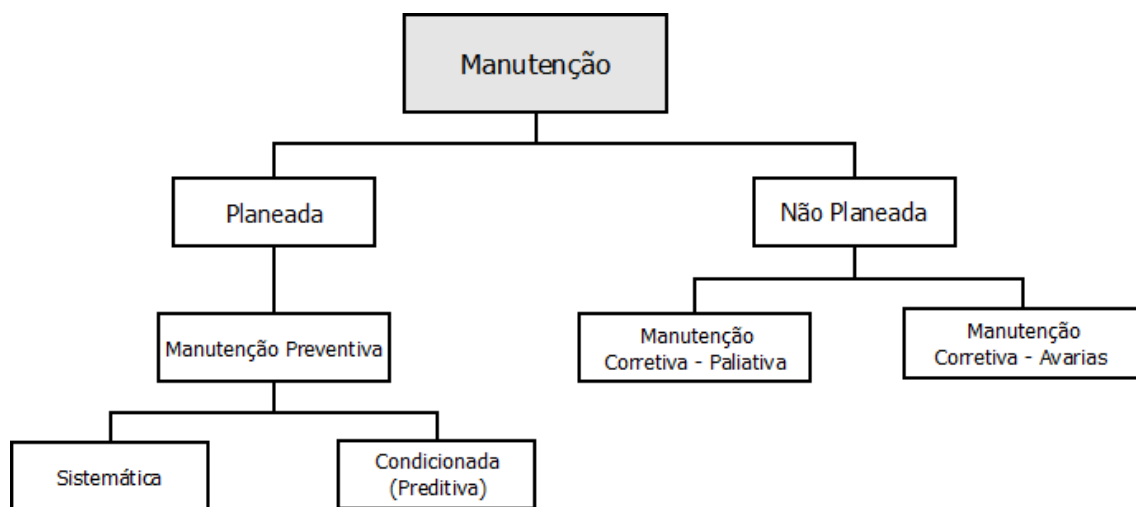 Manutenção
Planeada
Não Planeada
Manutenção Preventiva
Manutenção
Corretiva - Paliativa
Manutenção
Corretiva - Avarias
Sistemática
Condicionada
(Preditiva)